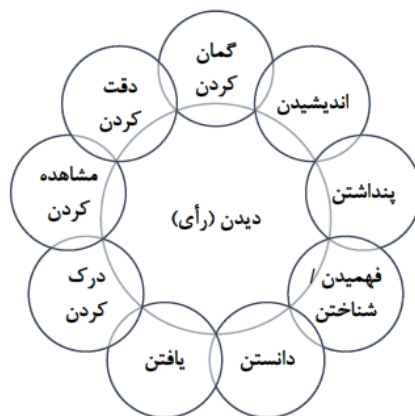 گمان
کردن
اندیشیدن
پنداشتن
فهمیدن /
شناختن
دانستن
یافتن
درک
کردن
مشاهده
کردن
دقت
کردن
دیدن (رأی)